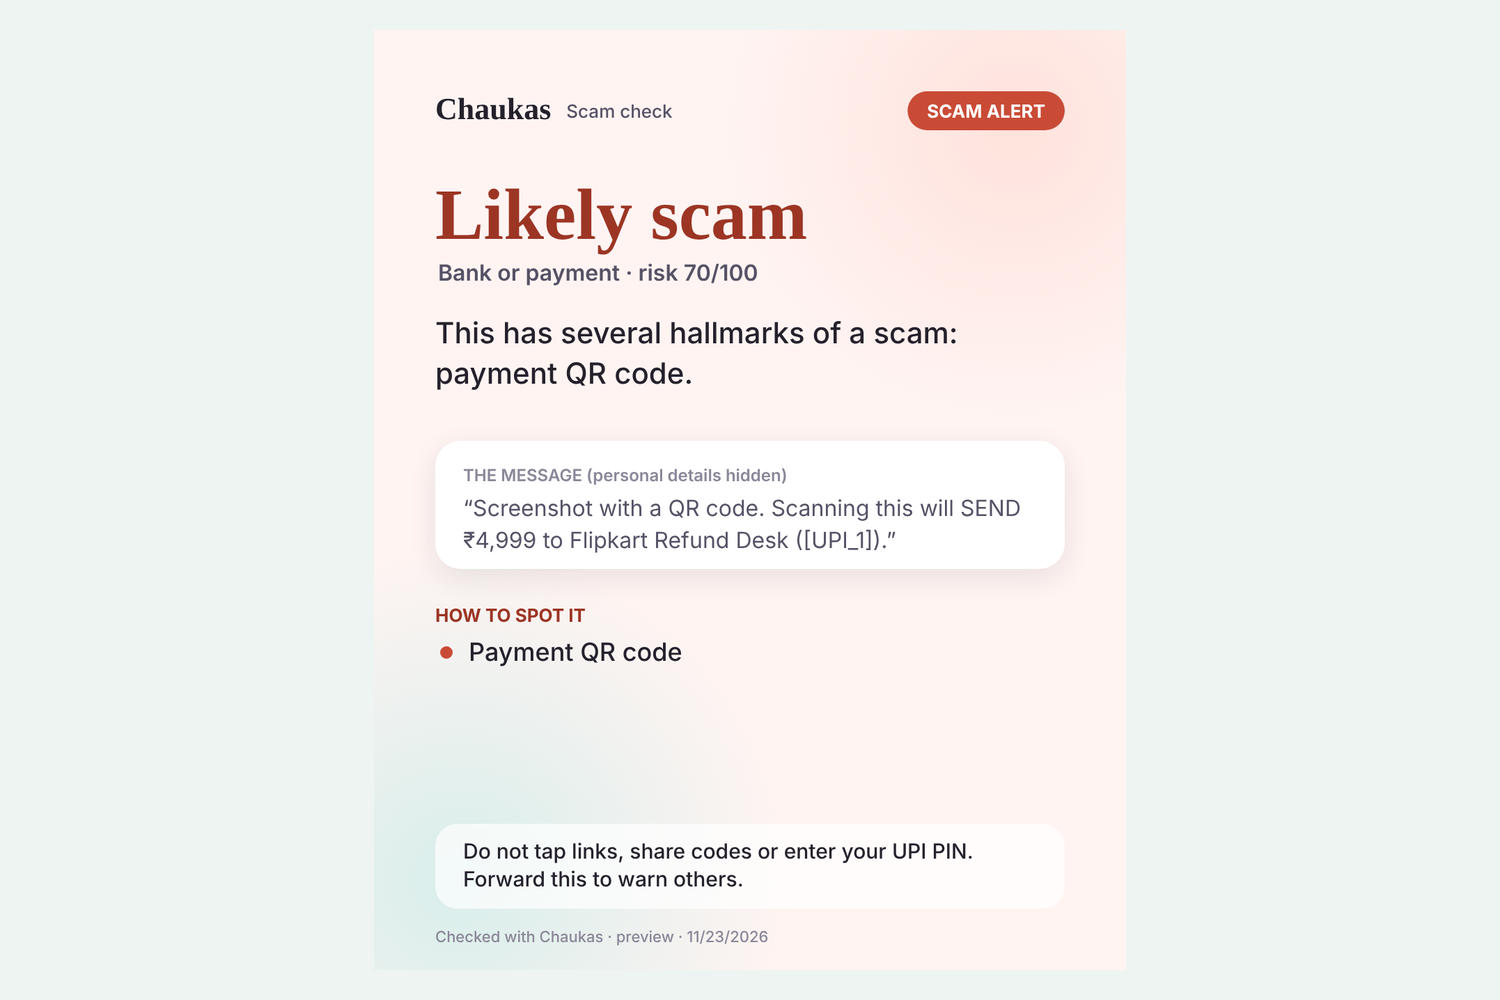 Chaukas Scam check
SCAM ALERT
Likely scam
Bank or payment · risk 70/100
This has several hallmarks of a scam:
payment QR code.
THE MESSAGE (personal details hidden)
“Screenshot with a QR code. Scanning this will SEND
₹4,999 to Flipkart Refund Desk ([UPI_1]).”
HOW TO SPOT IT
Payment QR code
Do not tap links, share codes or enter your UPI PIN.
Forward this to warn others.
Checked with Chaukas · preview · 11/23/2026